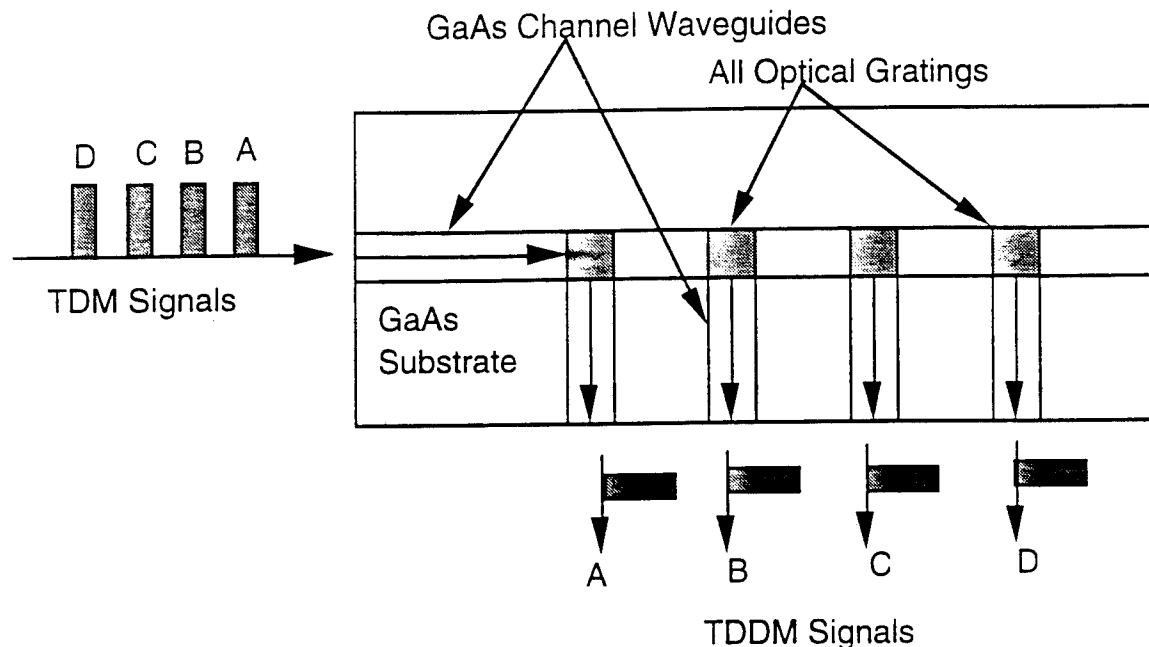 GaAs Channel Waveguides
All Optical Gratings
D C B A
TDM Signals
GaAs
Substrate
A B C D
TDDM Signals